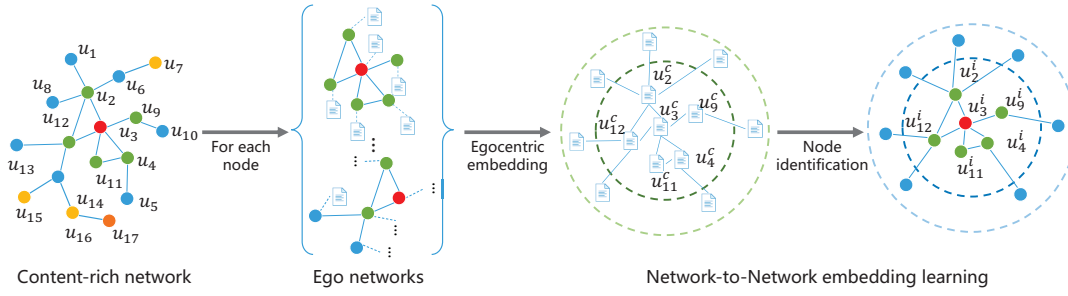 u₁
u₇
u₈
u₆
u₂
u₁₂
u₉
u₃
u₁₀
u₁₃
u₄
u₁₁
u₁₄
u₅
u₁₅
u₁₆
u₁₇
Content-rich network
For each
node
...
...
...
...
...
Ego networks
Egocentric
embedding
u₂ᶜ
u₃ᶜ
u₉ᶜ
u₁₂ᶜ
u₄ᶜ
u₁₁ᶜ
Node
identification
u₂ⁱ
u₃ⁱ
u₉ⁱ
u₁₂ⁱ
u₄ⁱ
u₁₁ⁱ
Network-to-Network embedding learning